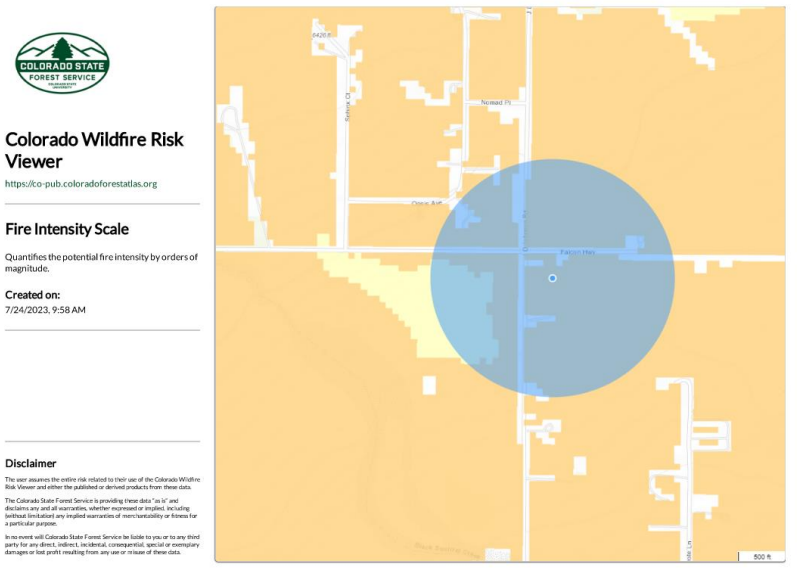 COLORADO STATE
FOREST SERVICE
COLORADO STATE
UNIVERSITY
Colorado Wildfire Risk
Viewer
https://co-pub.coloradoforestatlas.org
Fire Intensity Scale
Quantifies the potential fire intensity by orders of
magnitude.
Created on:
7/24/2023, 9:58 AM
Disclaimer
The user assumes the entire risk related to their use of the Colorado Wildfire
Risk Viewer and either the published or derived products from these data.
The Colorado State Forest Service is providing these data "as is" and
disclaims any and all warranties, whether expressed or implied, including
(without limitation) any implied warranties of merchantability or fitness for
a particular purpose.
In no event will Colorado State Forest Service be liable to you or to any third
party for any direct, indirect, incidental, consequential, special or exemplary
damages or lost profit resulting from any use or misuse of these data.
6428 ft
Nomad Pl
Falcon Hwy
500 ft